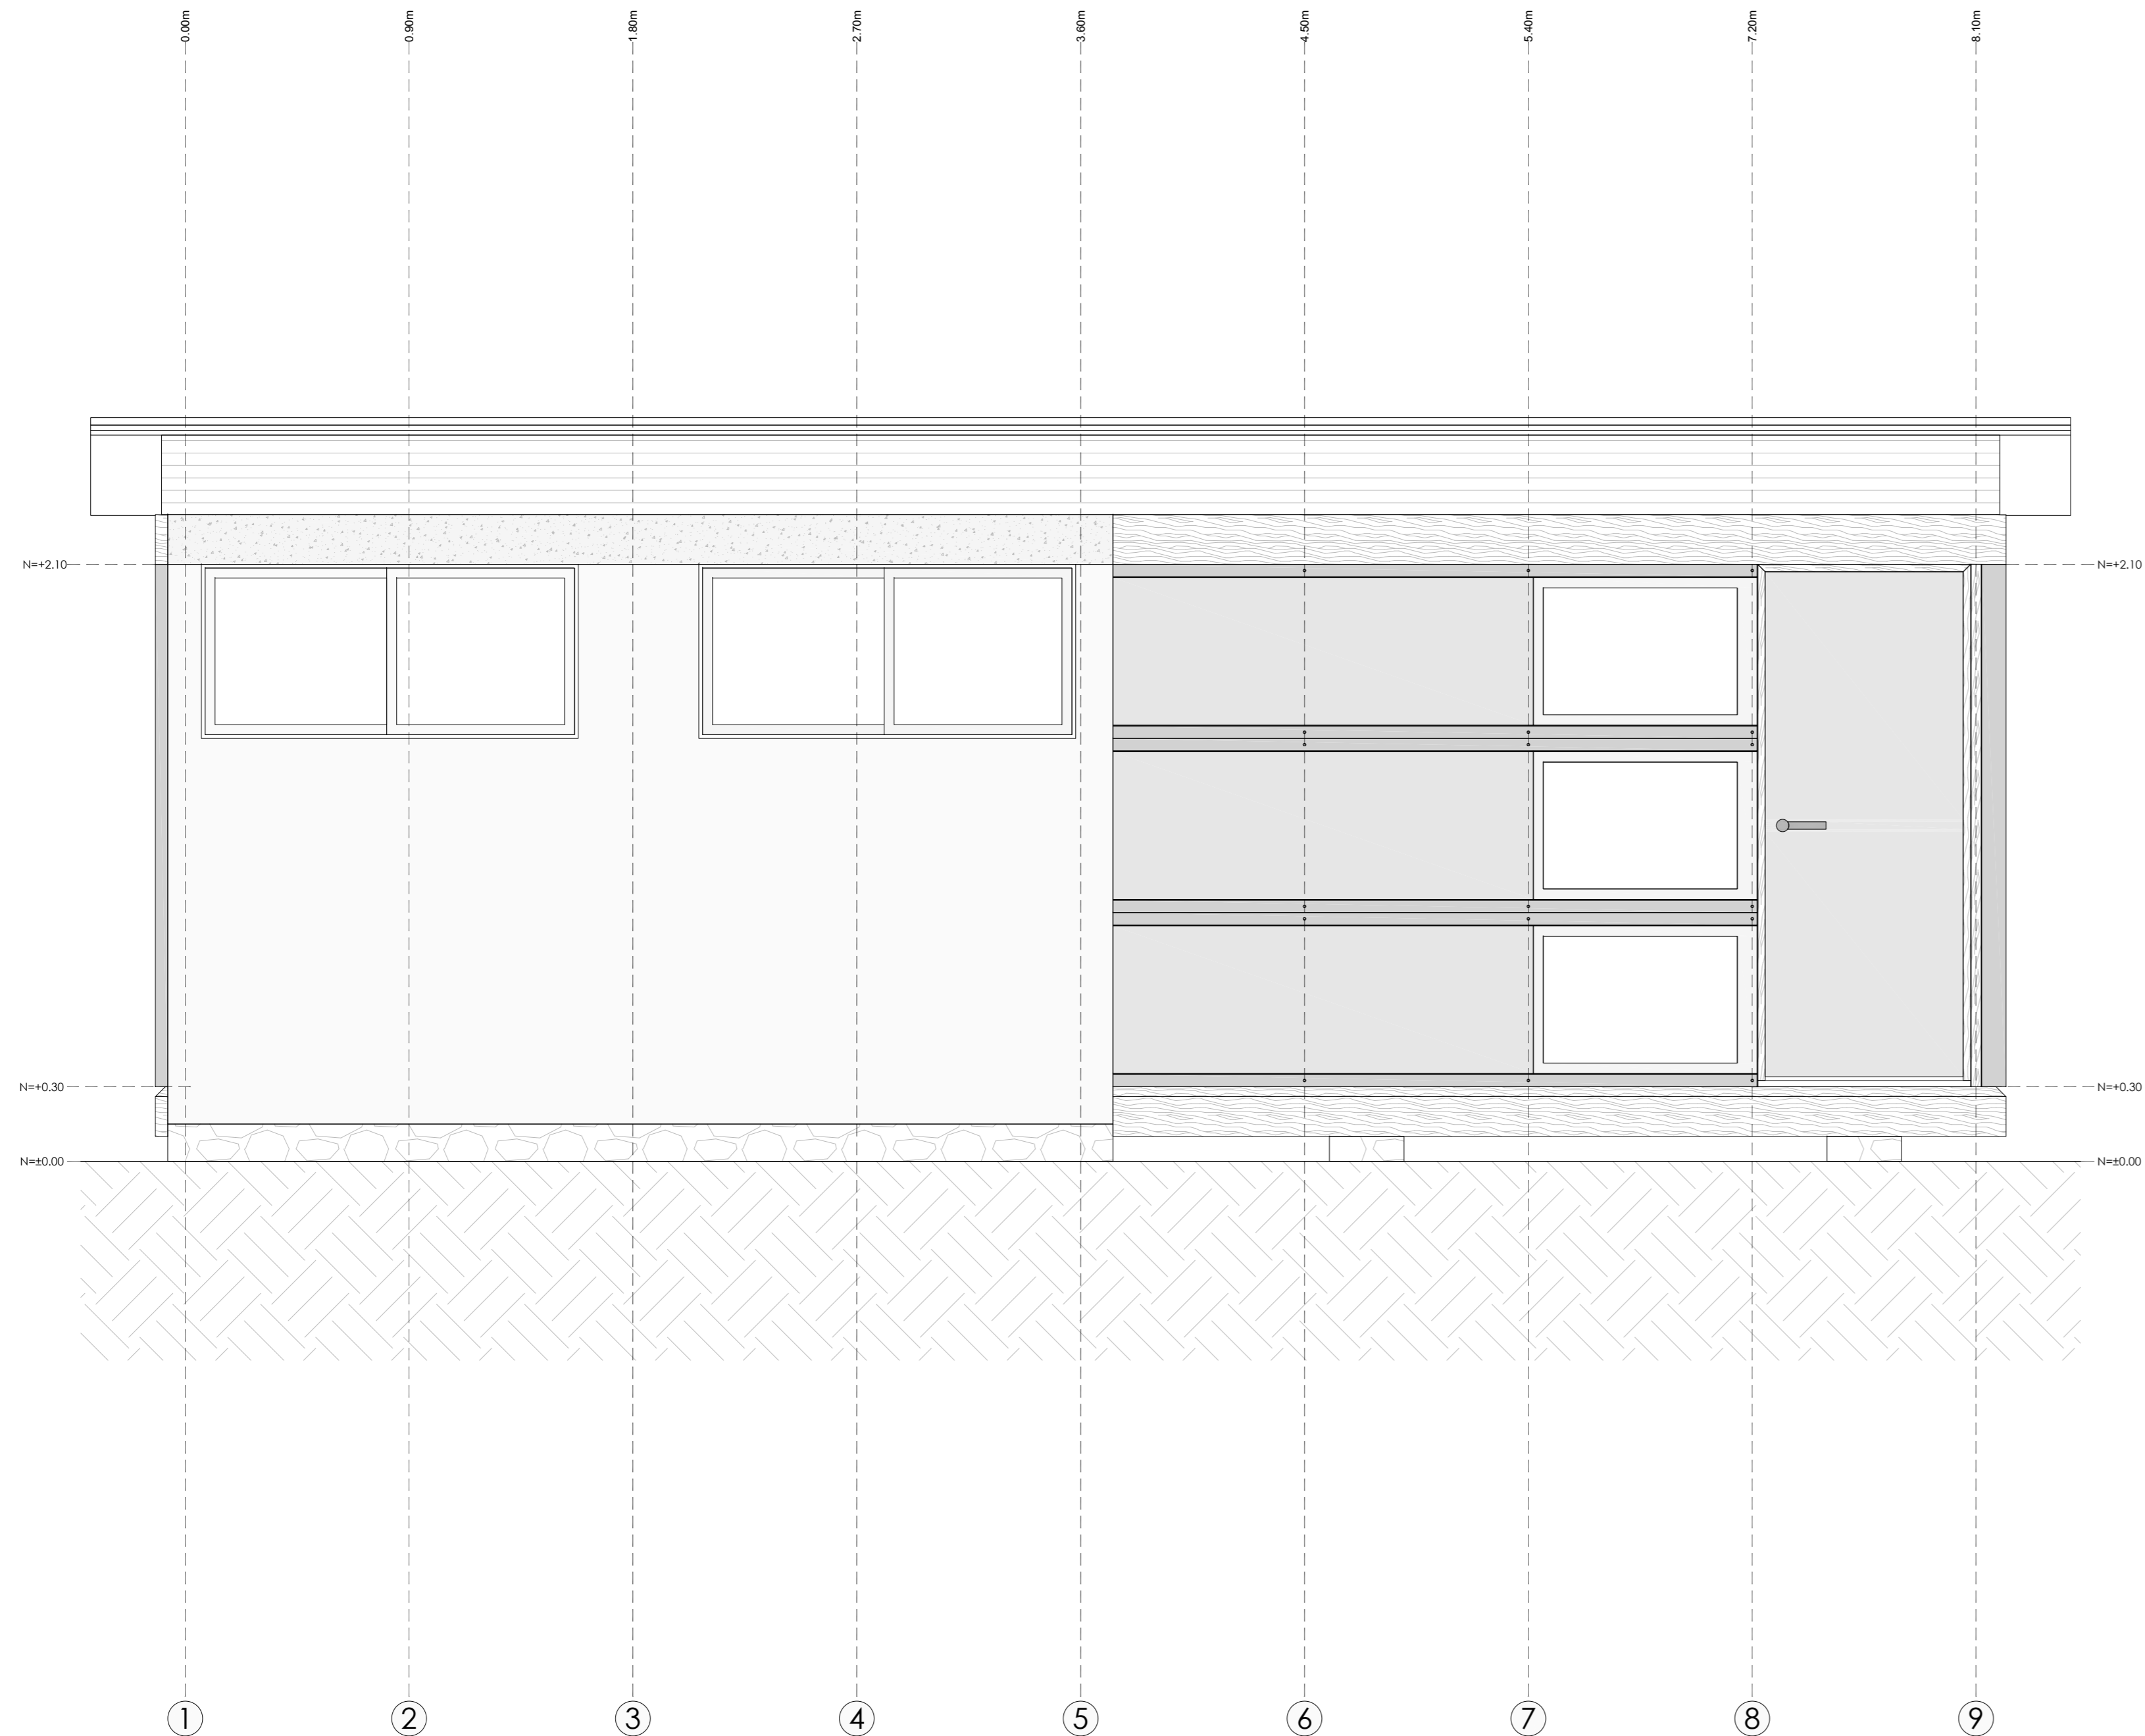 0.00m
0.90m
1.80m
2.70m
3.60m
4.50m
5.40m
7.20m
8.10m
N=+2.10
N=+2.10
N=+0.30
N=+0.30
N=±0.00
N=±0.00
1
2
3
4
5
6
7
8
9